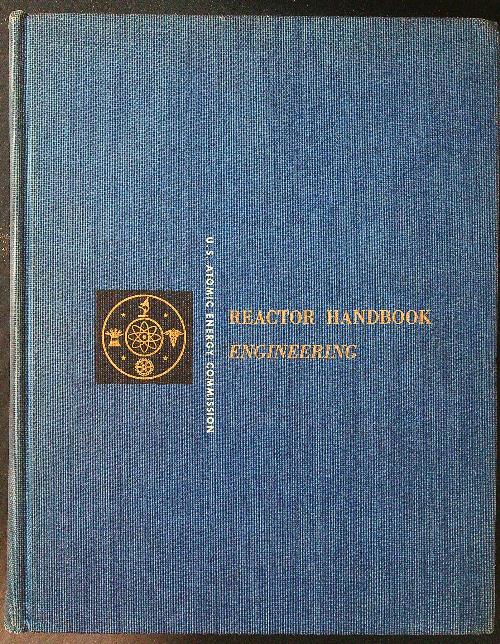 U. S. ATOMIC ENERGY COMMISSION
REACTOR HANDBOOK
ENGINEERING